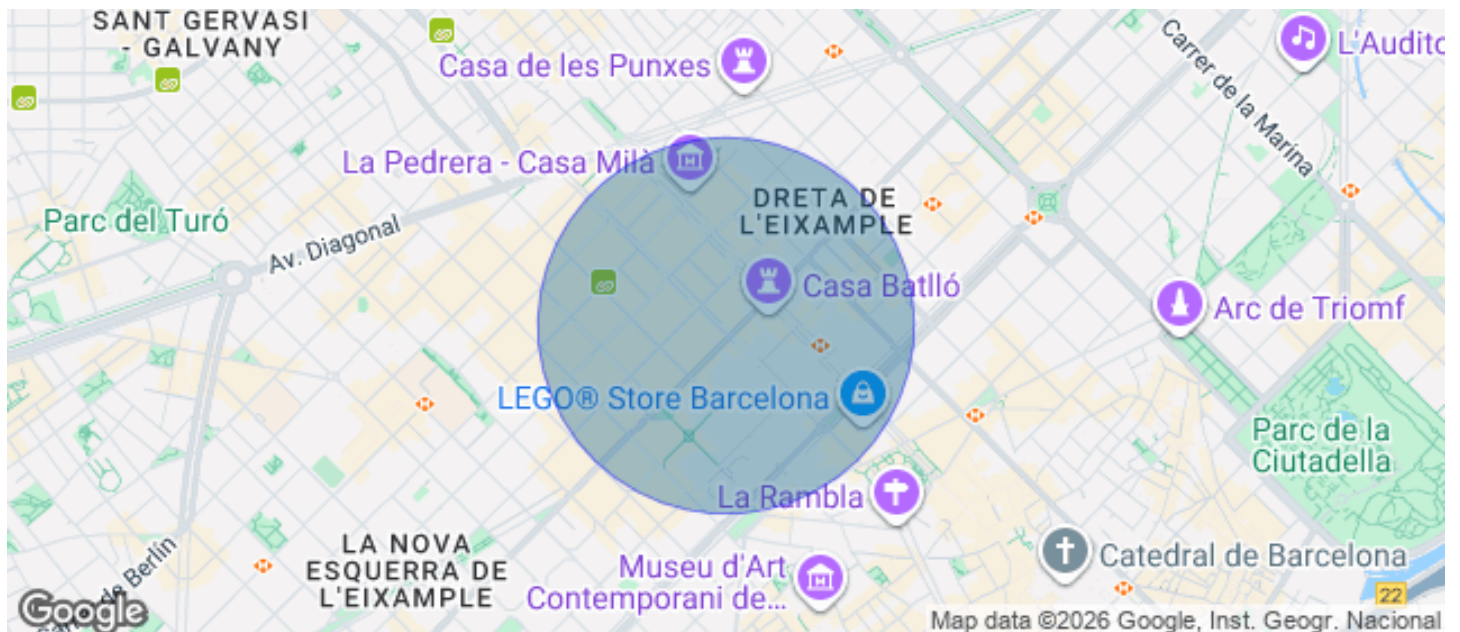 SANT GERVASI
- GALVANY
Casa de les Punxes
L'Audito
Carrer de la Marina
La Pedrera - Casa Milà
DRETA DE
L'EIXAMPLE
Parc del Turó
Av. Diagonal
Casa Batlló
Arc de Triomf
LEGO® Store Barcelona
Parc de la
Ciutadella
La Rambla
LA NOVA
ESQUERRA DE
L'EIXAMPLE
de Berlín
Museu d'Art
Contemporani de...
Catedral de Barcelona
22
Google
Map data ©2026 Google, Inst. Geogr. Nacional